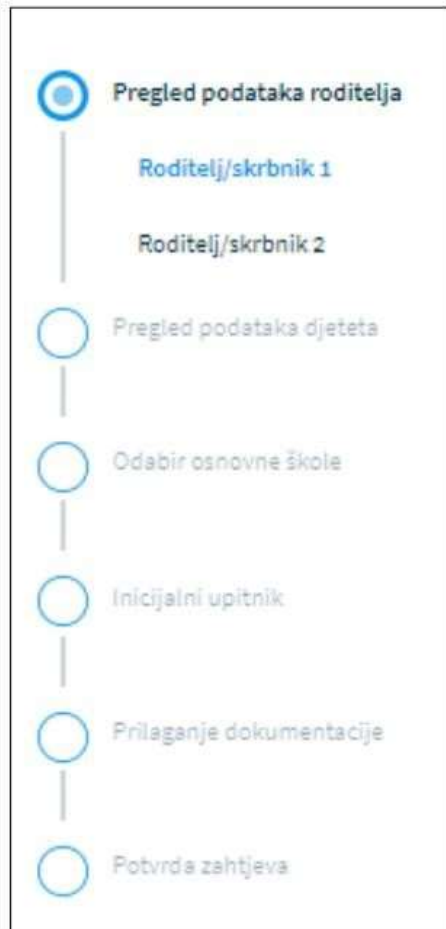 Pregled podataka roditelja
Roditelj/skrbnik 1
Roditelj/skrbnik 2
Pregled podataka djeteta
Odabir osnovne škole
Inicijalni upitnik
Prilaganje dokumentacije
Potvrda zahtjeva